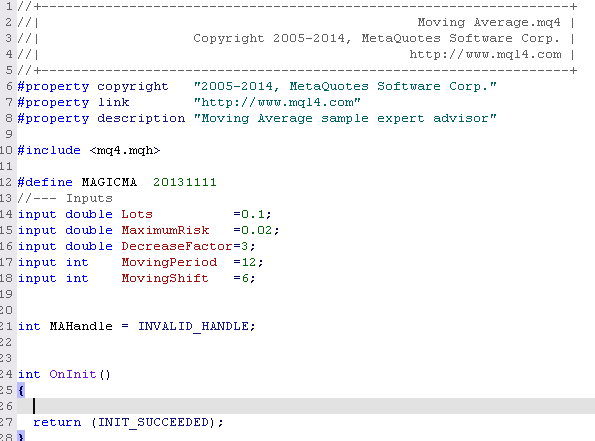 1 //+------------------------------------------------------------------+
2 //|                                               Moving Average.mq4 |
3 //|                   Copyright 2005-2014, MetaQuotes Software Corp. |
4 //|                                              http://www.mql4.com |
5 //+------------------------------------------------------------------+
6 #property copyright   "2005-2014, MetaQuotes Software Corp."
7 #property link        "http://www.mql4.com"
8 #property description "Moving Average sample expert advisor"
9
10 #include <mq4.mqh>
11
12 #define MAGICMA  20131111
13 //--- Inputs
14 input double Lots          =0.1;
15 input double MaximumRisk   =0.02;
16 input double DecreaseFactor=3;
17 input int    MovingPeriod  =12;
18 input int    MovingShift   =6;
19
20
21 int MAHandle = INVALID_HANDLE;
22
23
24 int OnInit()
25 {
26
27   return (INIT_SUCCEEDED);
28 }